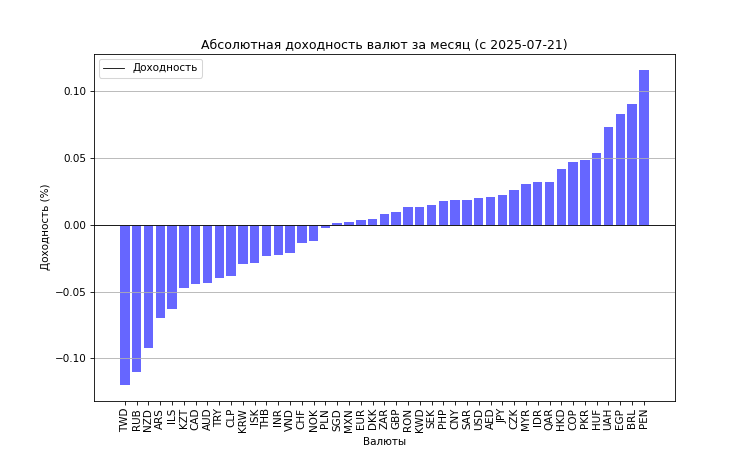 Абсолютная доходность валют за месяц (с 2025-07-21)
Доходность
0.10
0.05
0.00
−0.05
−0.10
Доходность (%)
TWD RUB NZD ARS ILS KZT CAD AUD TRY CLP KRW ISK THB INR VND CHF NOK PLN SGD MXN EUR DKK ZAR GBP RON KWD SEK PHP CNY SAR USD AED JPY CZK MYR IDR QAR HKD COP PKR HUF UAH EGP BRL PEN
Валюты